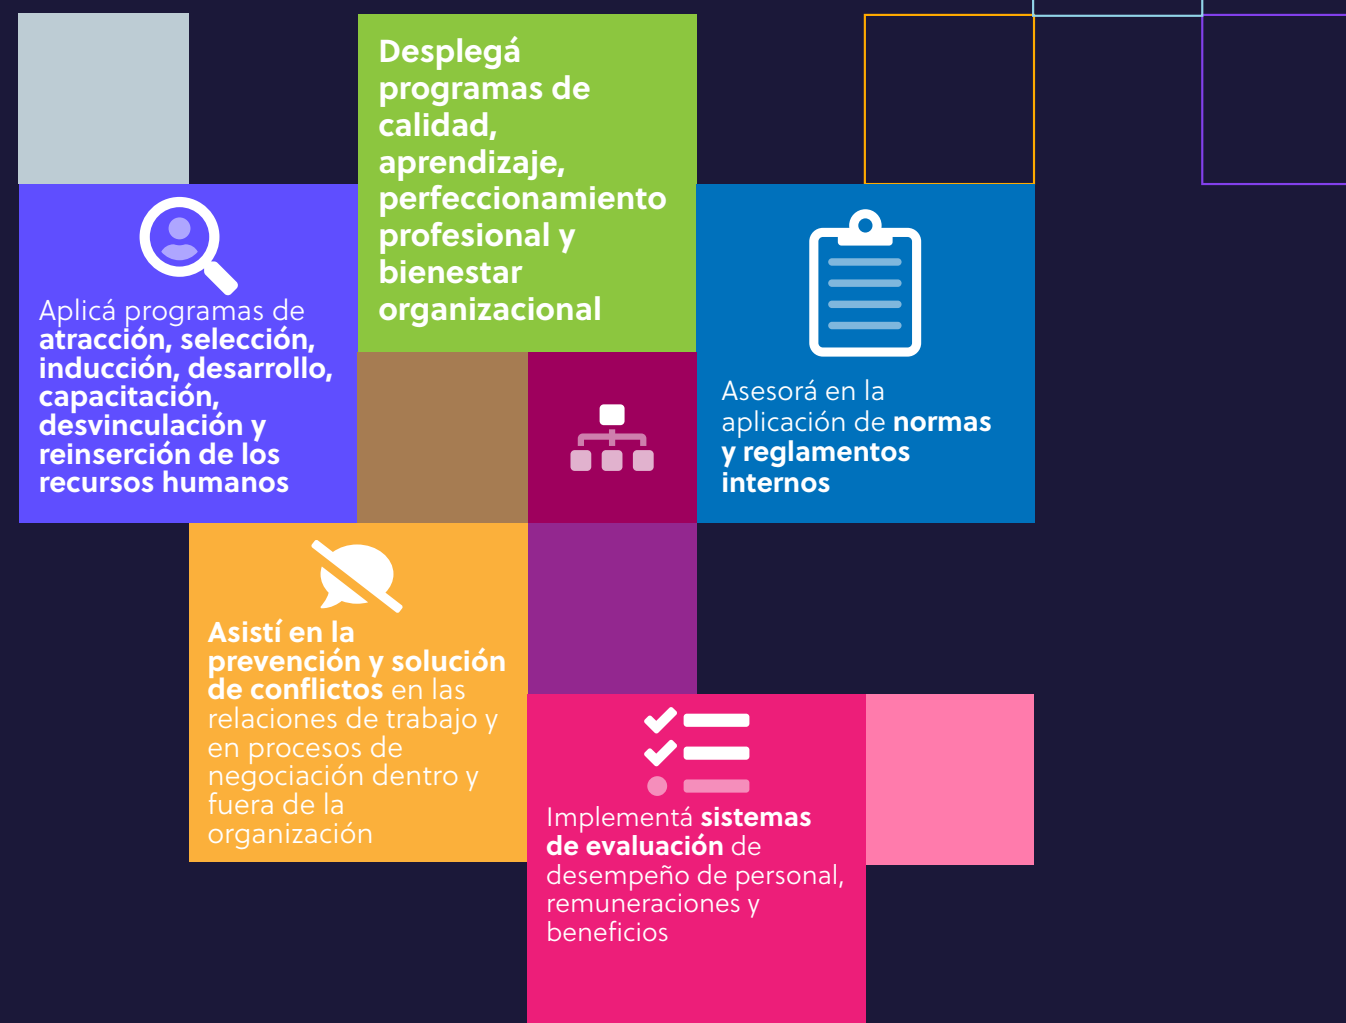 Desplegá
programas de
calidad,
aprendizaje,
perfeccionamiento
profesional y
bienestar
organizacional
Aplicá programas de
atracción, selección,
inducción, desarrollo,
capacitación,
desvinculación y
reinserción de los
recursos humanos
Asesorá en la
aplicación de normas
y reglamentos
internos
Asistí en la
prevención y solución
de conflictos en las
relaciones de trabajo y
en procesos de
negociación dentro y
fuera de la
organización
Implementá sistemas
de evaluación de
desempeño de personal,
remuneraciones y
beneficios